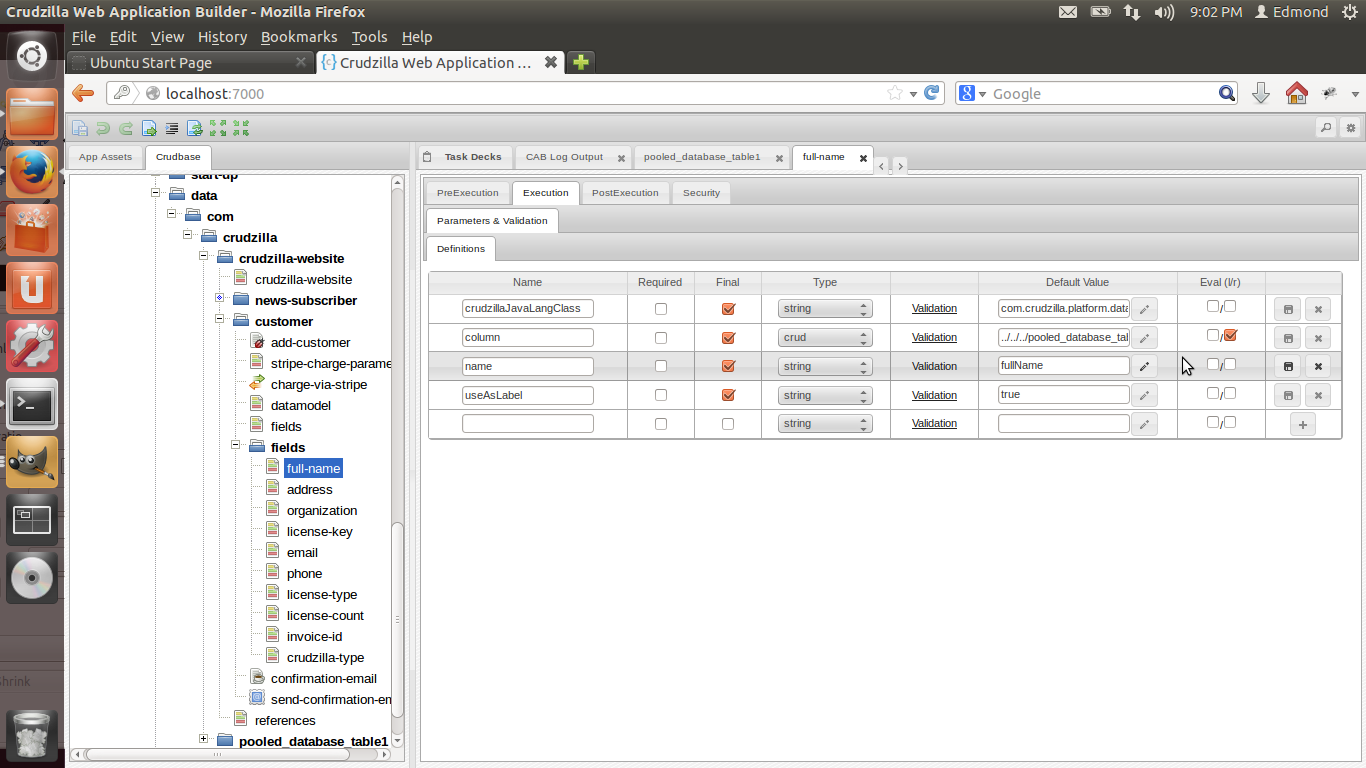 Crudzilla Web Application Builder - Mozilla Firefox
9:02 PM
Edmond
File Edit View History Bookmarks Tools Help
Ubuntu Start Page
{c} Crudzilla Web Application ...
localhost:7000
8 Google
App Assets
Crudbase
Task Decks
CAB Log Output
pooled_database_table1
full-name
start-up
data
com
crudzilla
crudzilla-website
crudzilla-website
news-subscriber
customer
add-customer
stripe-charge-parame
charge-via-stripe
datamodel
fields
fields
full-name
address
organization
license-key
email
phone
license-type
license-count
invoice-id
crudzilla-type
confirmation-email
send-confirmation-em
references
pooled_database_table1
PreExecution Execution PostExecution Security
Parameters & Validation
Definitions
Name Required Final Type Default Value Eval (l/r)
crudzillaJavaLangClass string Validation com.crudzilla.platform.data /
column crud Validation ../../../pooled_database_tab /
name string Validation fullName /
useAsLabel string Validation true /
string Validation /
Shrink